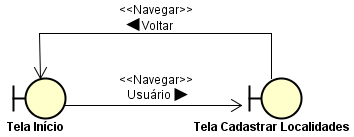 <<Navegar>>
Voltar
<<Navegar>>
Usuário
Tela Início
Tela Cadastrar Localidades